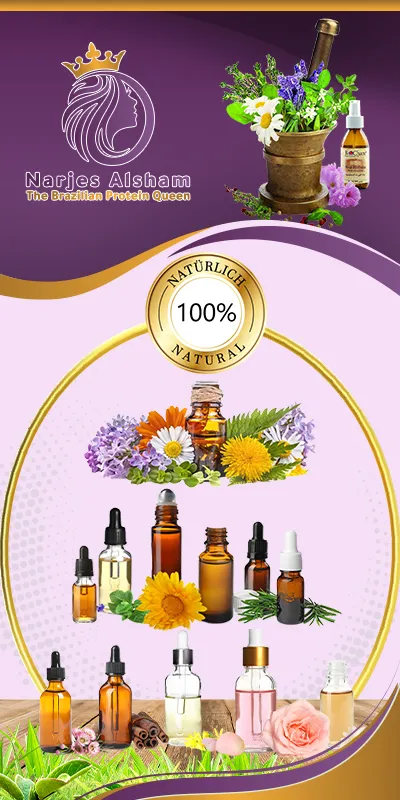 Narjes Alsham
The Brazilian Protein Queen
NATÜRLICH
100%
NATURAL